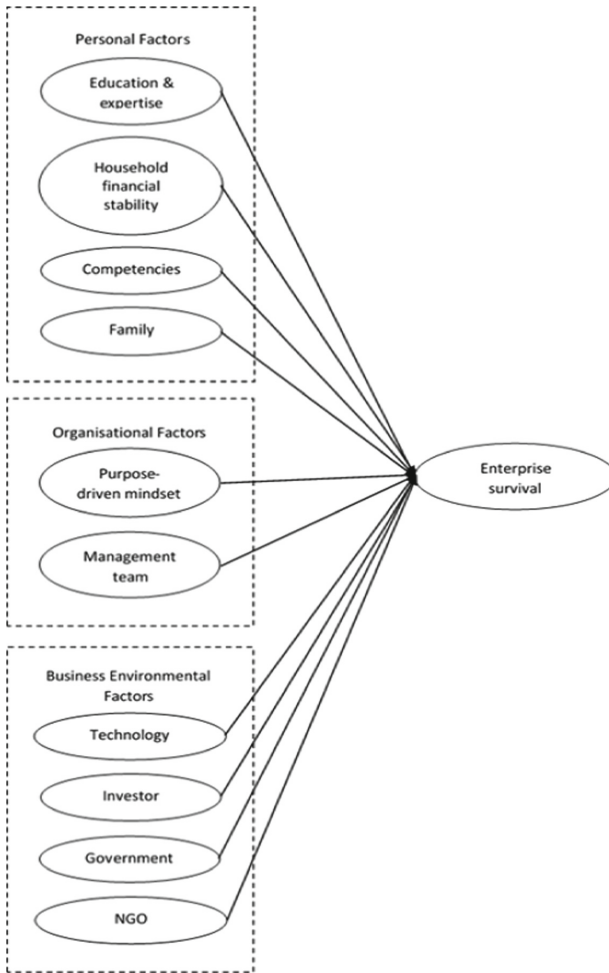 Personal Factors
Education &
expertise
Household
financial
stability
Competencies
Family
Organisational Factors
Purpose-
driven mindset
Management
team
Enterprise
survival
Business Environmental
Factors
Technology
Investor
Government
NGO